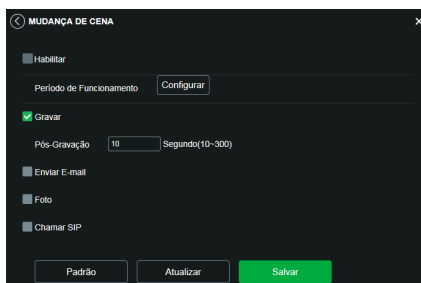 MUDANÇA DE CENA
Habilitar
Período de Funcionamento Configurar
Gravar
Pós-Gravação 10 Segundo(10~300)
Enviar E-mail
Foto
Chamar SIP
Padrão Atualizar Salvar